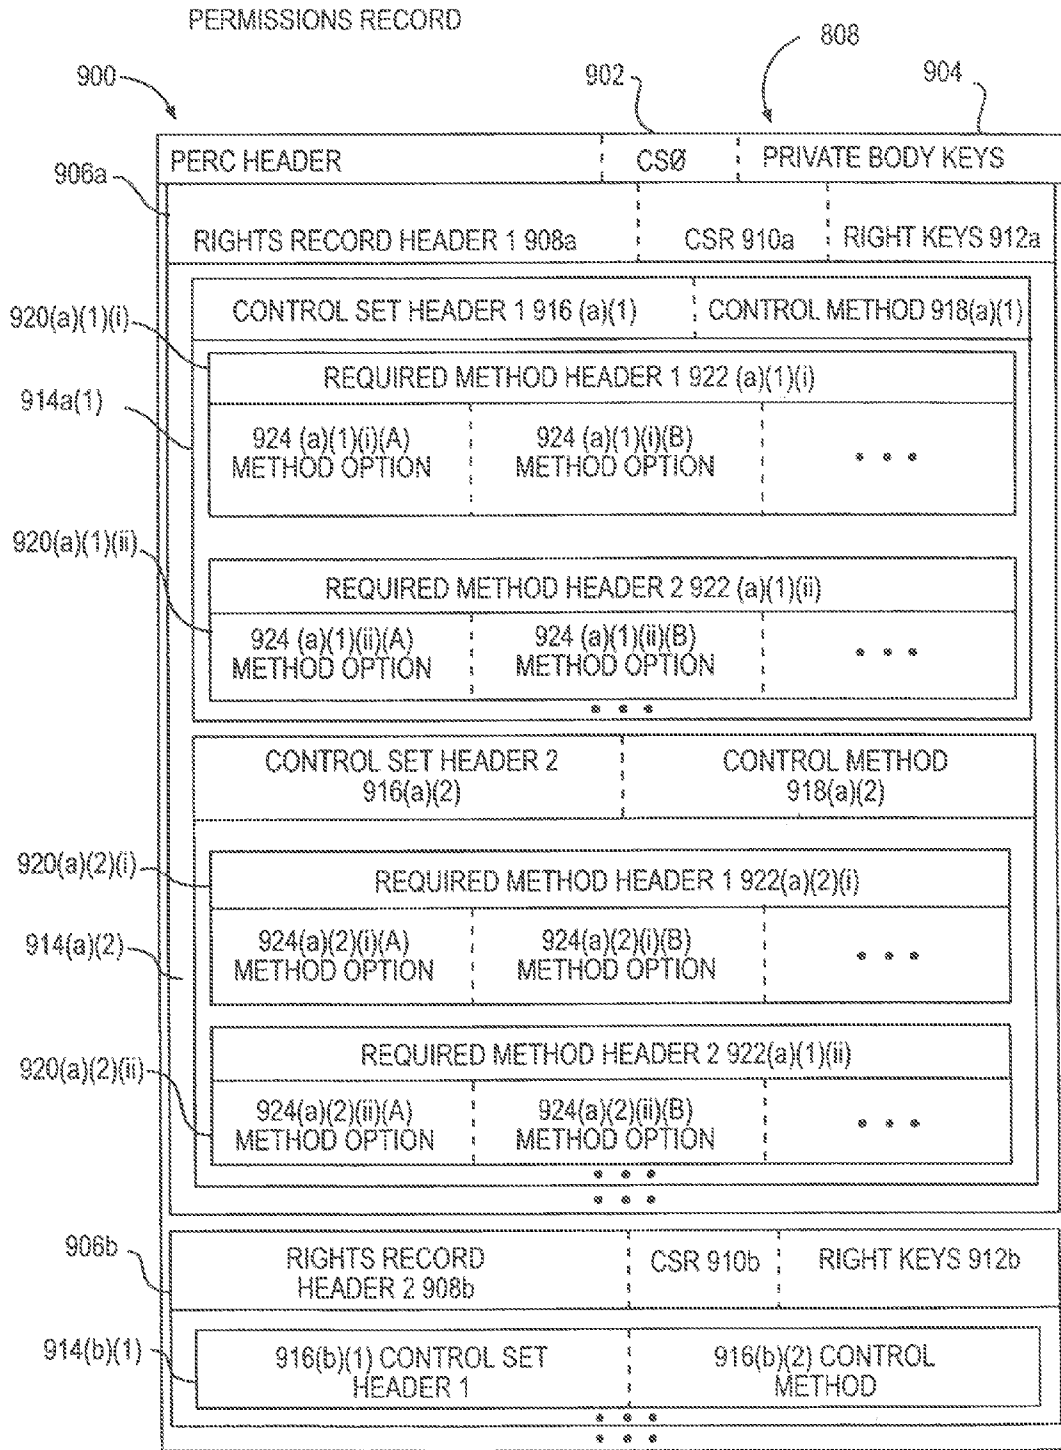 PERMISSIONS RECORD
808
900
902
904
PERC HEADER
CSØ
PRIVATE BODY KEYS
906a
RIGHTS RECORD HEADER 1 908a
CSR 910a
RIGHT KEYS 912a
CONTROL SET HEADER 1 916 (a)(1)
CONTROL METHOD 918(a)(1)
920(a)(1)(i)
REQUIRED METHOD HEADER 1 922 (a)(1)(i)
914a(1)
924 (a)(1)(i)(A)
METHOD OPTION
924 (a)(1)(i)(B)
METHOD OPTION
• • •
920(a)(1)(ii)
REQUIRED METHOD HEADER 2 922 (a)(1)(ii)
924 (a)(1)(ii)(A)
METHOD OPTION
924 (a)(1)(ii)(B)
METHOD OPTION
• • •
• • •
CONTROL SET HEADER 2
916(a)(2)
CONTROL METHOD
918(a)(2)
920(a)(2)(i)
REQUIRED METHOD HEADER 1 922(a)(2)(i)
914(a)(2)
924(a)(2)(i)(A)
METHOD OPTION
924(a)(2)(i)(B)
METHOD OPTION
• • •
920(a)(2)(ii)
REQUIRED METHOD HEADER 2 922(a)(1)(ii)
924(a)(2)(ii)(A)
METHOD OPTION
924(a)(2)(ii)(B)
METHOD OPTION
• • •
• • •
• • •
906b
RIGHTS RECORD
HEADER 2 908b
CSR 910b
RIGHT KEYS 912b
914(b)(1)
916(b)(1) CONTROL SET
HEADER 1
916(b)(2) CONTROL
METHOD
• • •
• • •